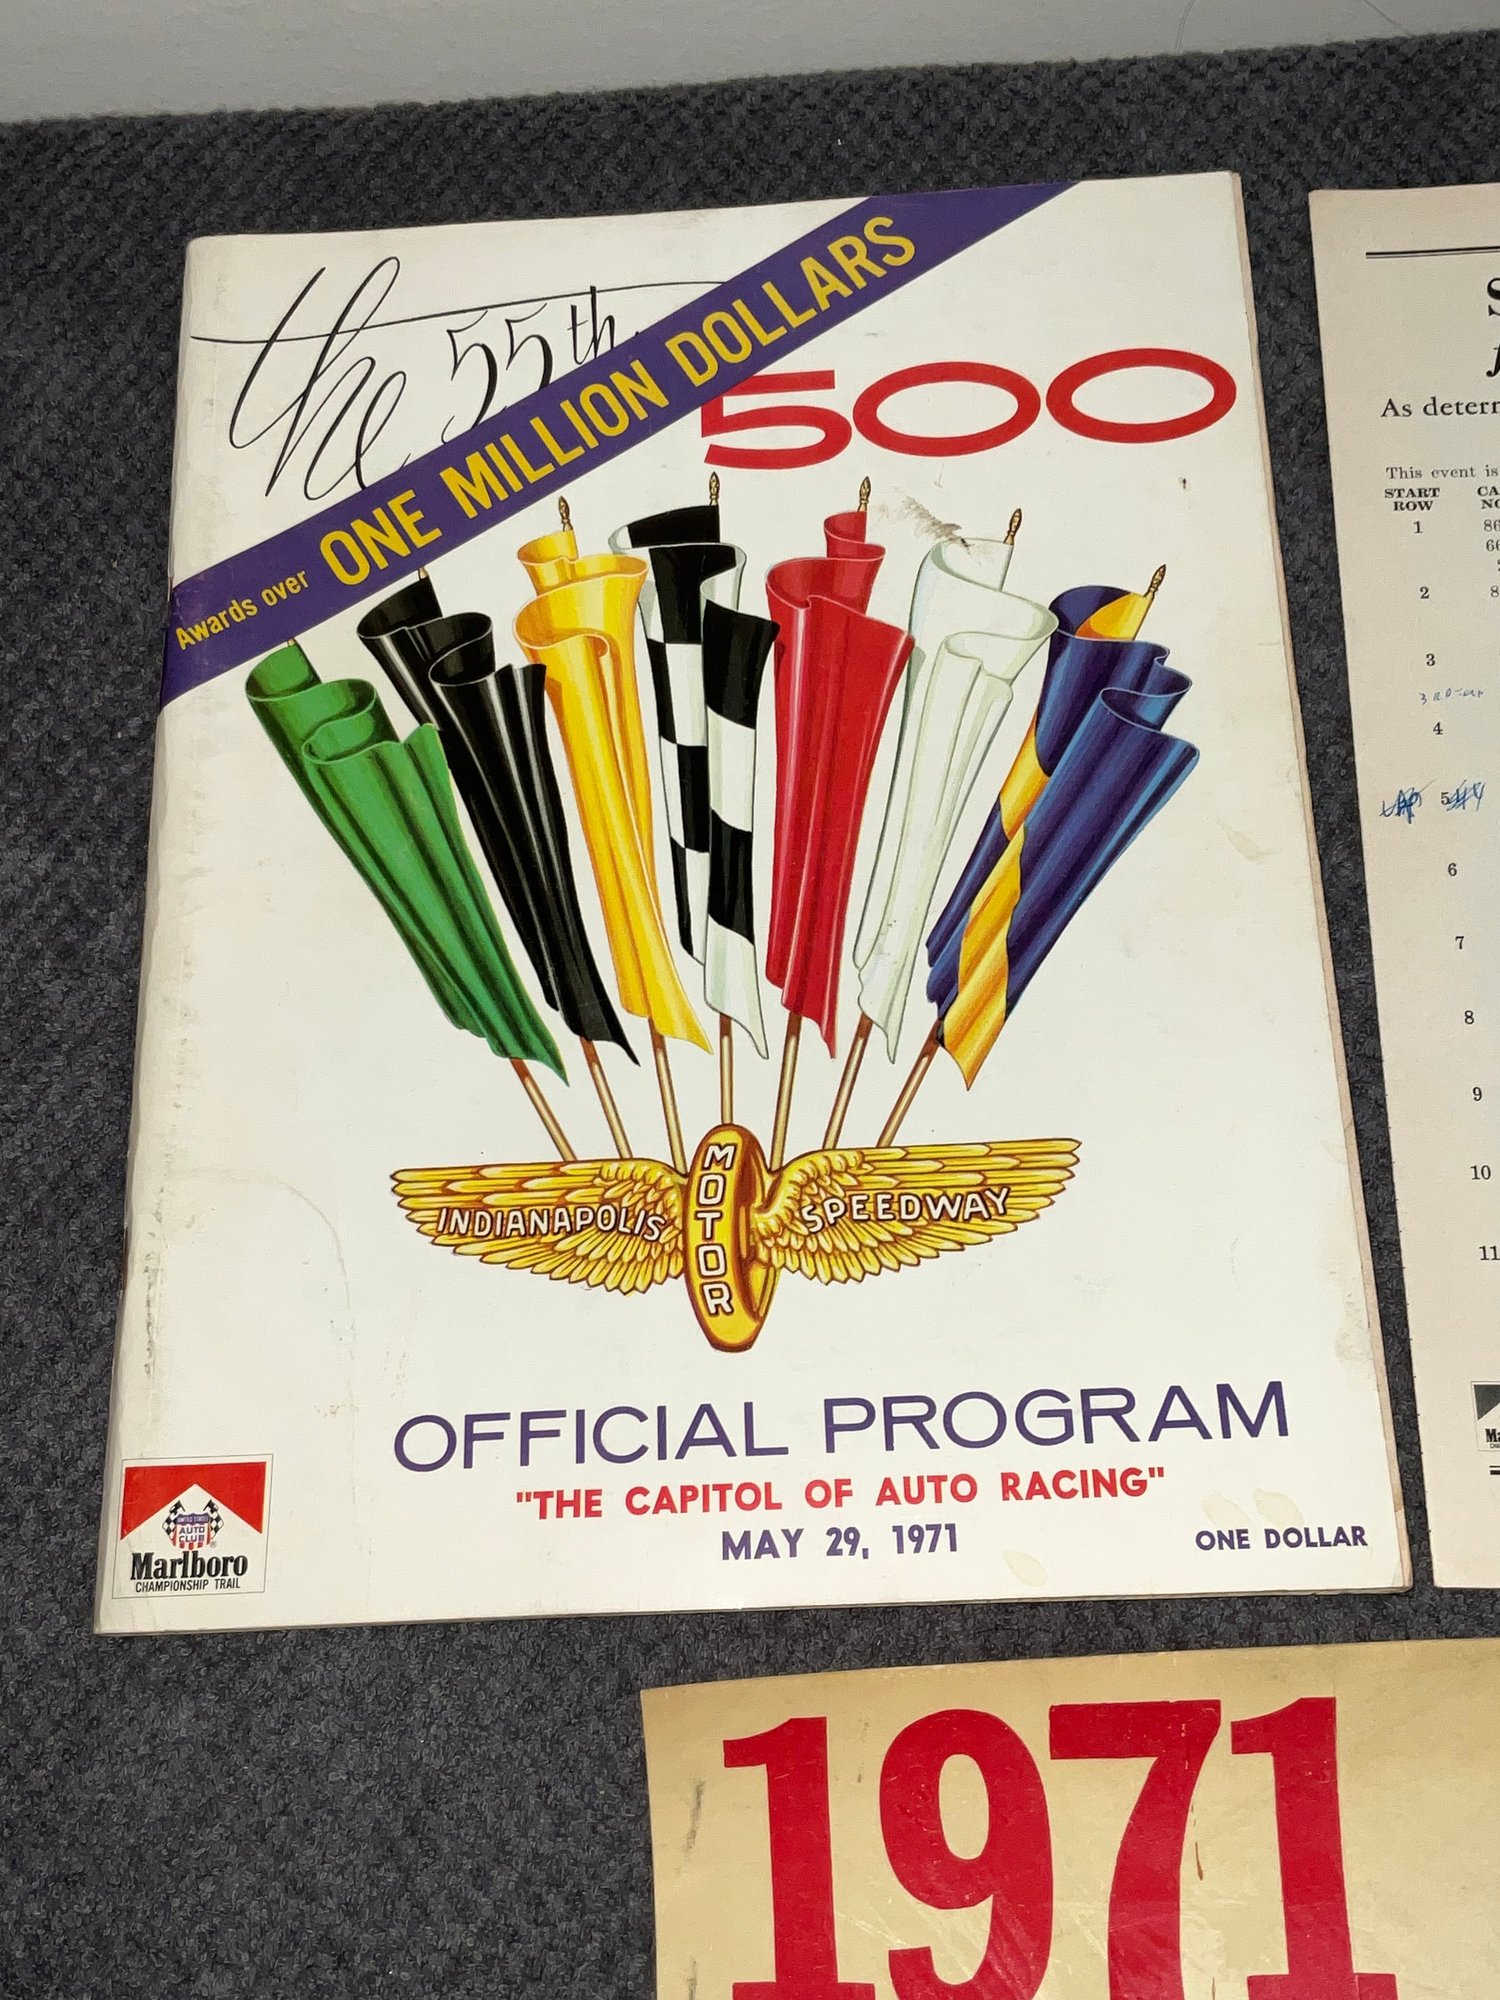 the 55th
Awards over ONE MILLION DOLLARS
500
INDIANAPOLIS
MOTOR
SPEEDWAY
OFFICIAL PROGRAM
"THE CAPITOL OF AUTO RACING"
MAY 29, 1971
ONE DOLLAR
UNITED STATES
AUTO
CLUB
®
Marlboro
CHAMPIONSHIP TRAIL
As
This event is
START
ROW
1
2
3
4
5
6
7
8
9
10
11
1971